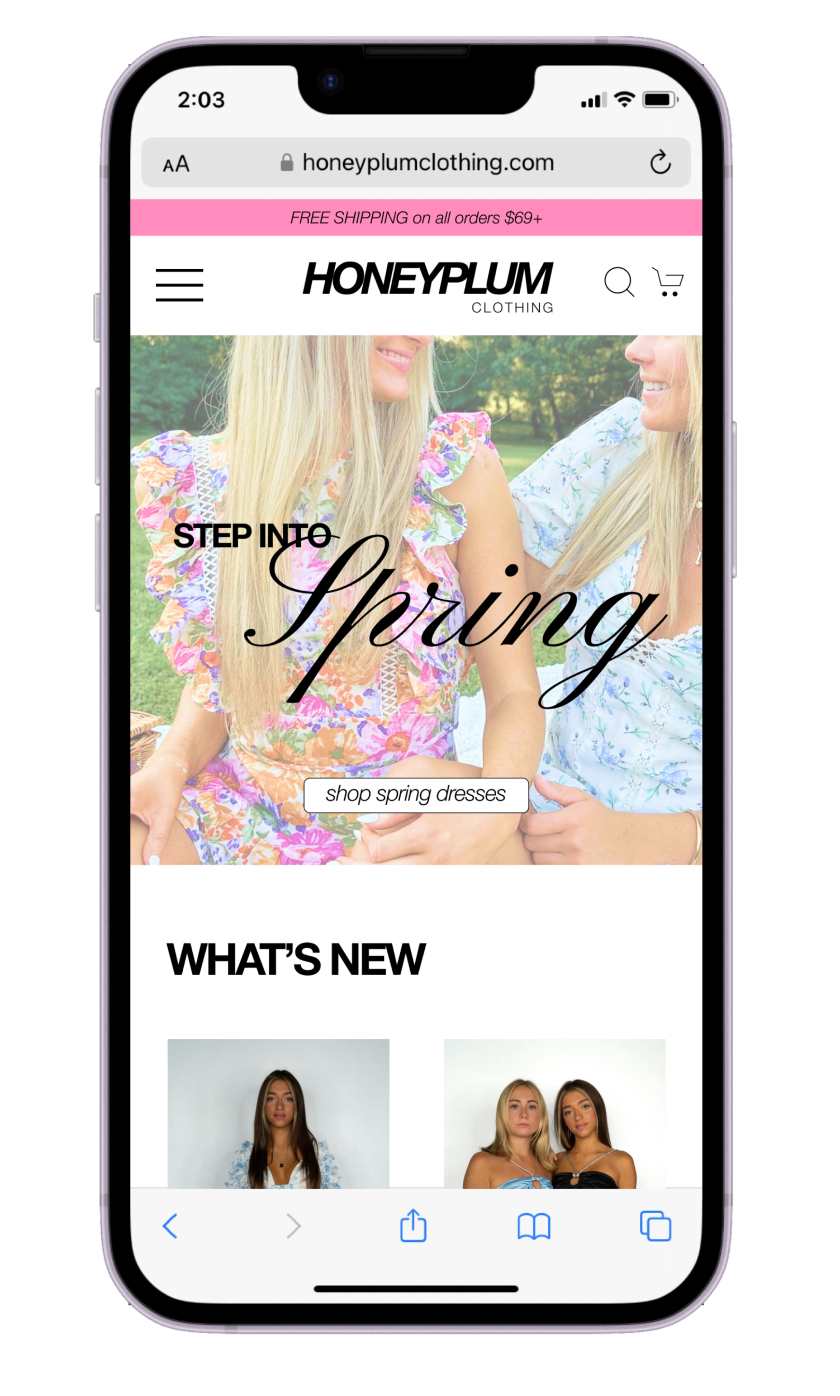 2:03
AA honeyplumclothing.com
FREE SHIPPING on all orders $69+
HONEYPLUM
CLOTHING
STEP INTO
Spring
shop spring dresses
WHAT'S NEW